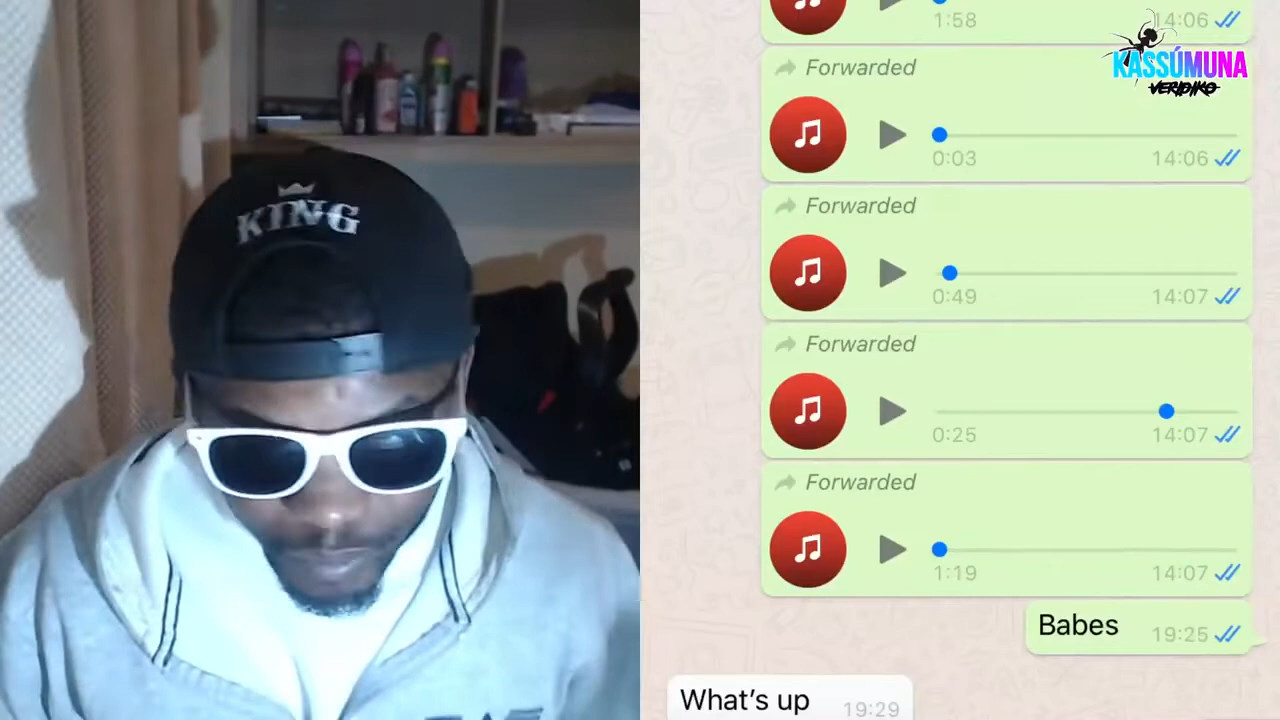 KING
1:58 14:06
KASSÚMUNA
VERIDIKO
Forwarded
0:03 14:06
Forwarded
0:49 14:07
Forwarded
0:25 14:07
Forwarded
1:19 14:07
Babes 19:25
What's up 19:29